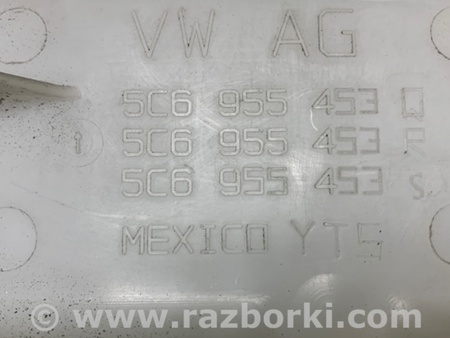 VW AG
5C6 955 453 Q
5C6 955 453 R
5C6 955 453 S
MEXICO YTS
www.razborki.com